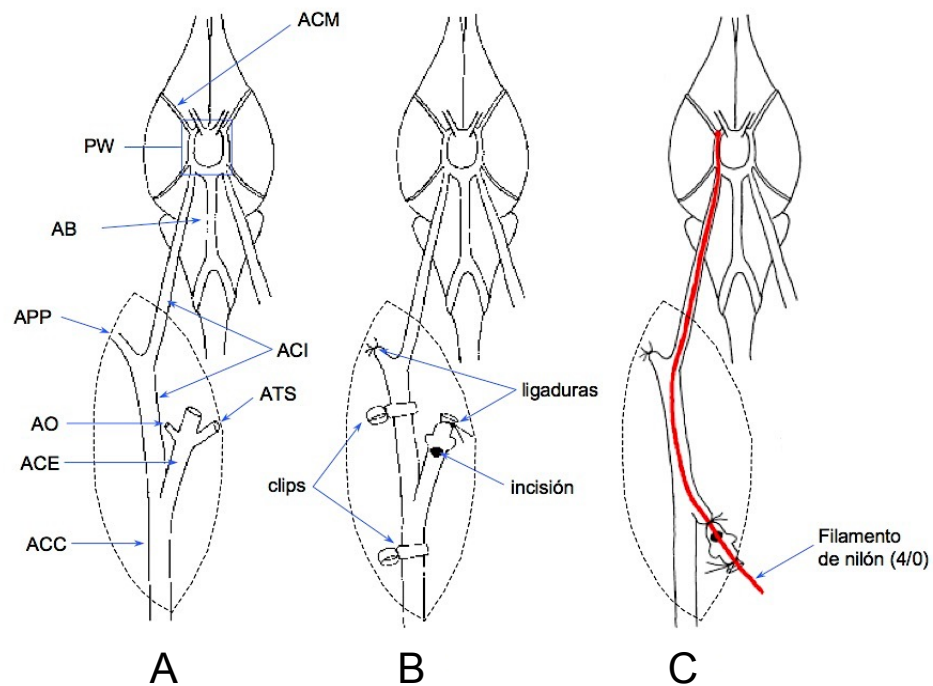 ACM
PW
AB
APP
ACI
ATS
AO
ACE
ACC
ligaduras
clips
incisión
Filamento
de nilón (4/0)
A
B
C